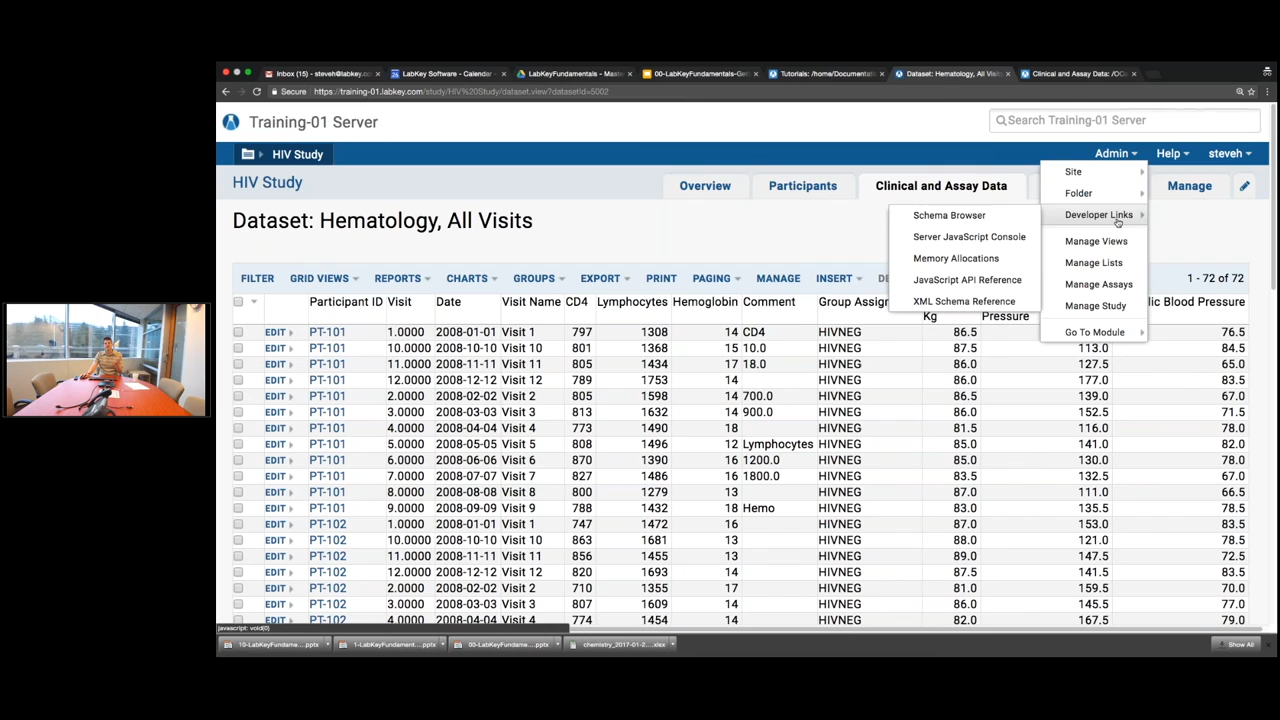 Inbox (15) - steveh@labkey.co
LabKey Software - Calendar
LabKeyFundamentals - Maste
00-LabKeyFundamentals-Get
Tutorials: /home/Documentati
Dataset: Hematology, All Visits
Clinical and Assay Data: /
Secure https://training-01.labkey.com/study/HIV%20Study/dataset.view?datasetId=5002
Training-01 Server
Search Training-01 Server
HIV Study
Admin Help steveh
HIV Study
Overview Participants Clinical and Assay Data Manage
Site
Folder
Developer Links
Manage Views
Manage Lists
Manage Assays
Manage Study
Go To Module
Schema Browser
Server JavaScript Console
Memory Allocations
JavaScript API Reference
XML Schema Reference
Dataset: Hematology, All Visits
FILTER GRID VIEWS REPORTS CHARTS GROUPS EXPORT PRINT PAGING MANAGE INSERT DE 1 - 72 of 72
Participant ID Visit Date Visit Name CD4 Lymphocytes Hemoglobin Comment Group Assig lic Blood Pressure
Kg Pressure
EDIT PT-101 1.0000 2008-01-01 Visit 1 797 1308 14 CD4 HIVNEG 86.5 76.5
EDIT PT-101 10.0000 2008-10-10 Visit 10 801 1368 15 10.0 HIVNEG 87.5 113.0 84.5
EDIT PT-101 11.0000 2008-11-11 Visit 11 805 1434 17 18.0 HIVNEG 86.0 127.5 65.0
EDIT PT-101 12.0000 2008-12-12 Visit 12 789 1753 14 HIVNEG 86.0 177.0 83.5
EDIT PT-101 2.0000 2008-02-02 Visit 2 805 1598 14 700.0 HIVNEG 86.0 139.0 67.0
EDIT PT-101 3.0000 2008-03-03 Visit 3 813 1632 14 900.0 HIVNEG 86.0 152.5 71.5
EDIT PT-101 4.0000 2008-04-04 Visit 4 773 1490 18 HIVNEG 81.5 116.0 78.0
EDIT PT-101 5.0000 2008-05-05 Visit 5 808 1496 12 Lymphocytes HIVNEG 85.0 141.0 82.0
EDIT PT-101 6.0000 2008-06-06 Visit 6 870 1390 16 1200.0 HIVNEG 85.0 130.0 78.0
EDIT PT-101 7.0000 2008-07-07 Visit 7 827 1486 16 1800.0 HIVNEG 83.5 132.5 67.0
EDIT PT-101 8.0000 2008-08-08 Visit 8 800 1279 13 HIVNEG 87.0 111.0 66.5
EDIT PT-101 9.0000 2008-09-09 Visit 9 788 1432 18 Hemo HIVNEG 83.0 135.5 78.5
EDIT PT-102 1.0000 2008-01-01 Visit 1 747 1472 16 HIVNEG 87.0 153.0 83.5
EDIT PT-102 10.0000 2008-10-10 Visit 10 863 1681 13 HIVNEG 88.0 121.0 78.5
EDIT PT-102 11.0000 2008-11-11 Visit 11 856 1455 13 HIVNEG 89.0 147.5 72.5
EDIT PT-102 12.0000 2008-12-12 Visit 12 820 1693 14 HIVNEG 87.5 141.5 83.5
EDIT PT-102 2.0000 2008-02-02 Visit 2 710 1355 17 HIVNEG 81.0 159.5 70.0
EDIT PT-102 3.0000 2008-03-03 Visit 3 807 1609 14 HIVNEG 86.0 145.5 77.0
EDIT PT-102 4.0000 2008-04-04 Visit 4 774 1454 14 HIVNEG 82.0 167.5 79.0
javascript: void(0)
10-LabKeyFundame....pptx
1-LabKeyFundament....pptx
00-LabKeyFundame....pptx
chemistry_2017-01-2....xlsx
Show All